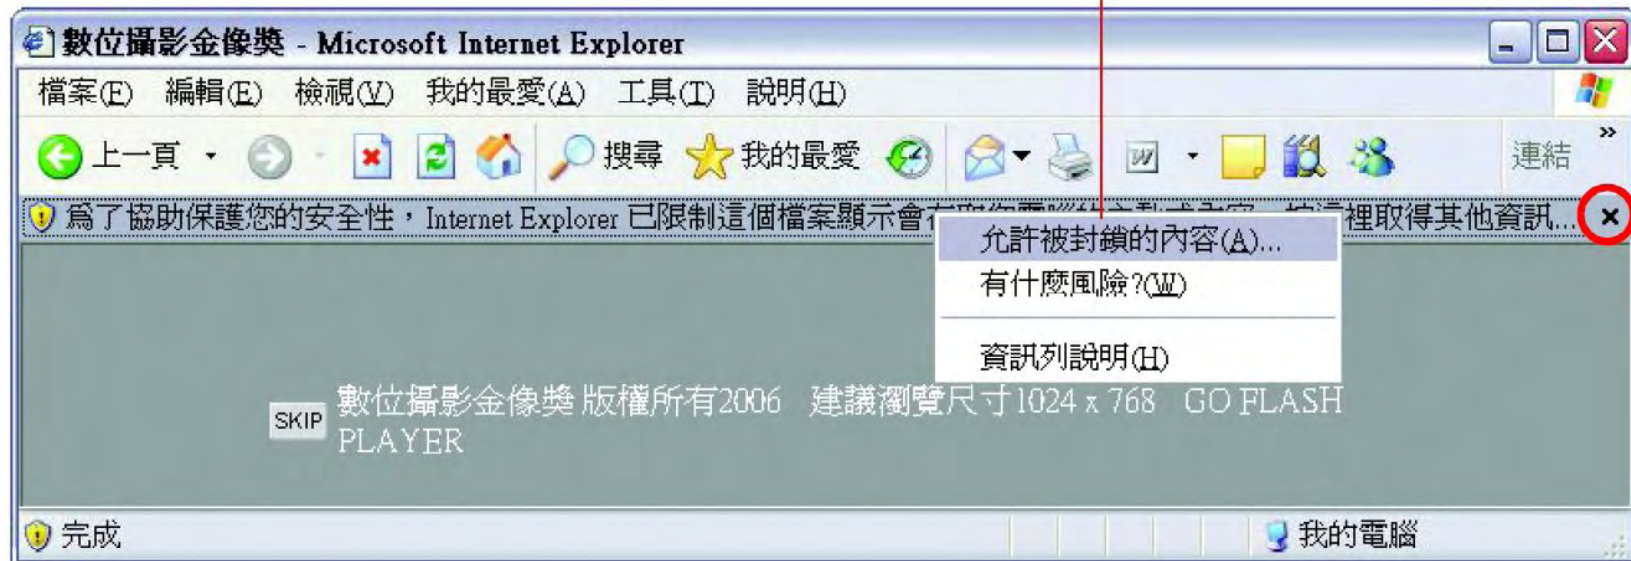 數位攝影金像獎 - Microsoft Internet Explorer
檔案(F) 編輯(E) 檢視(V) 我的最愛(A) 工具(T) 說明(H)
上一頁 搜尋 我的最愛 W 連結 »
為了協助保護您的安全性,Internet Explorer 已限制這個檔案顯示會 裡取得其他資訊...
允許被封鎖的內容(A)...
有什麼風險?(W)
資訊列說明(H)
SKIP 數位攝影金像獎 版權所有2006 建議瀏覽尺寸1024 x 768 GO FLASH
PLAYER
完成 我的電腦